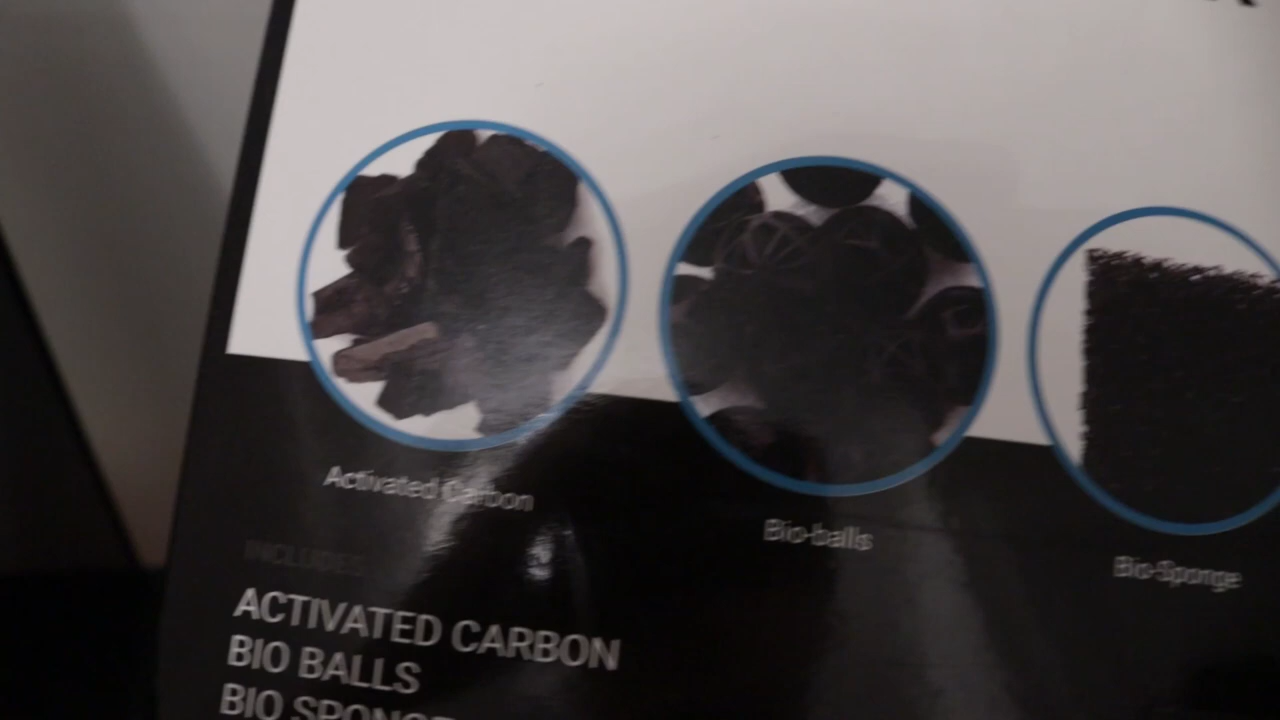 Activated Carbon
Bio-balls
Bio-Sponge
INCLUDES
ACTIVATED CARBON
BIO BALLS
BIO SPONGE